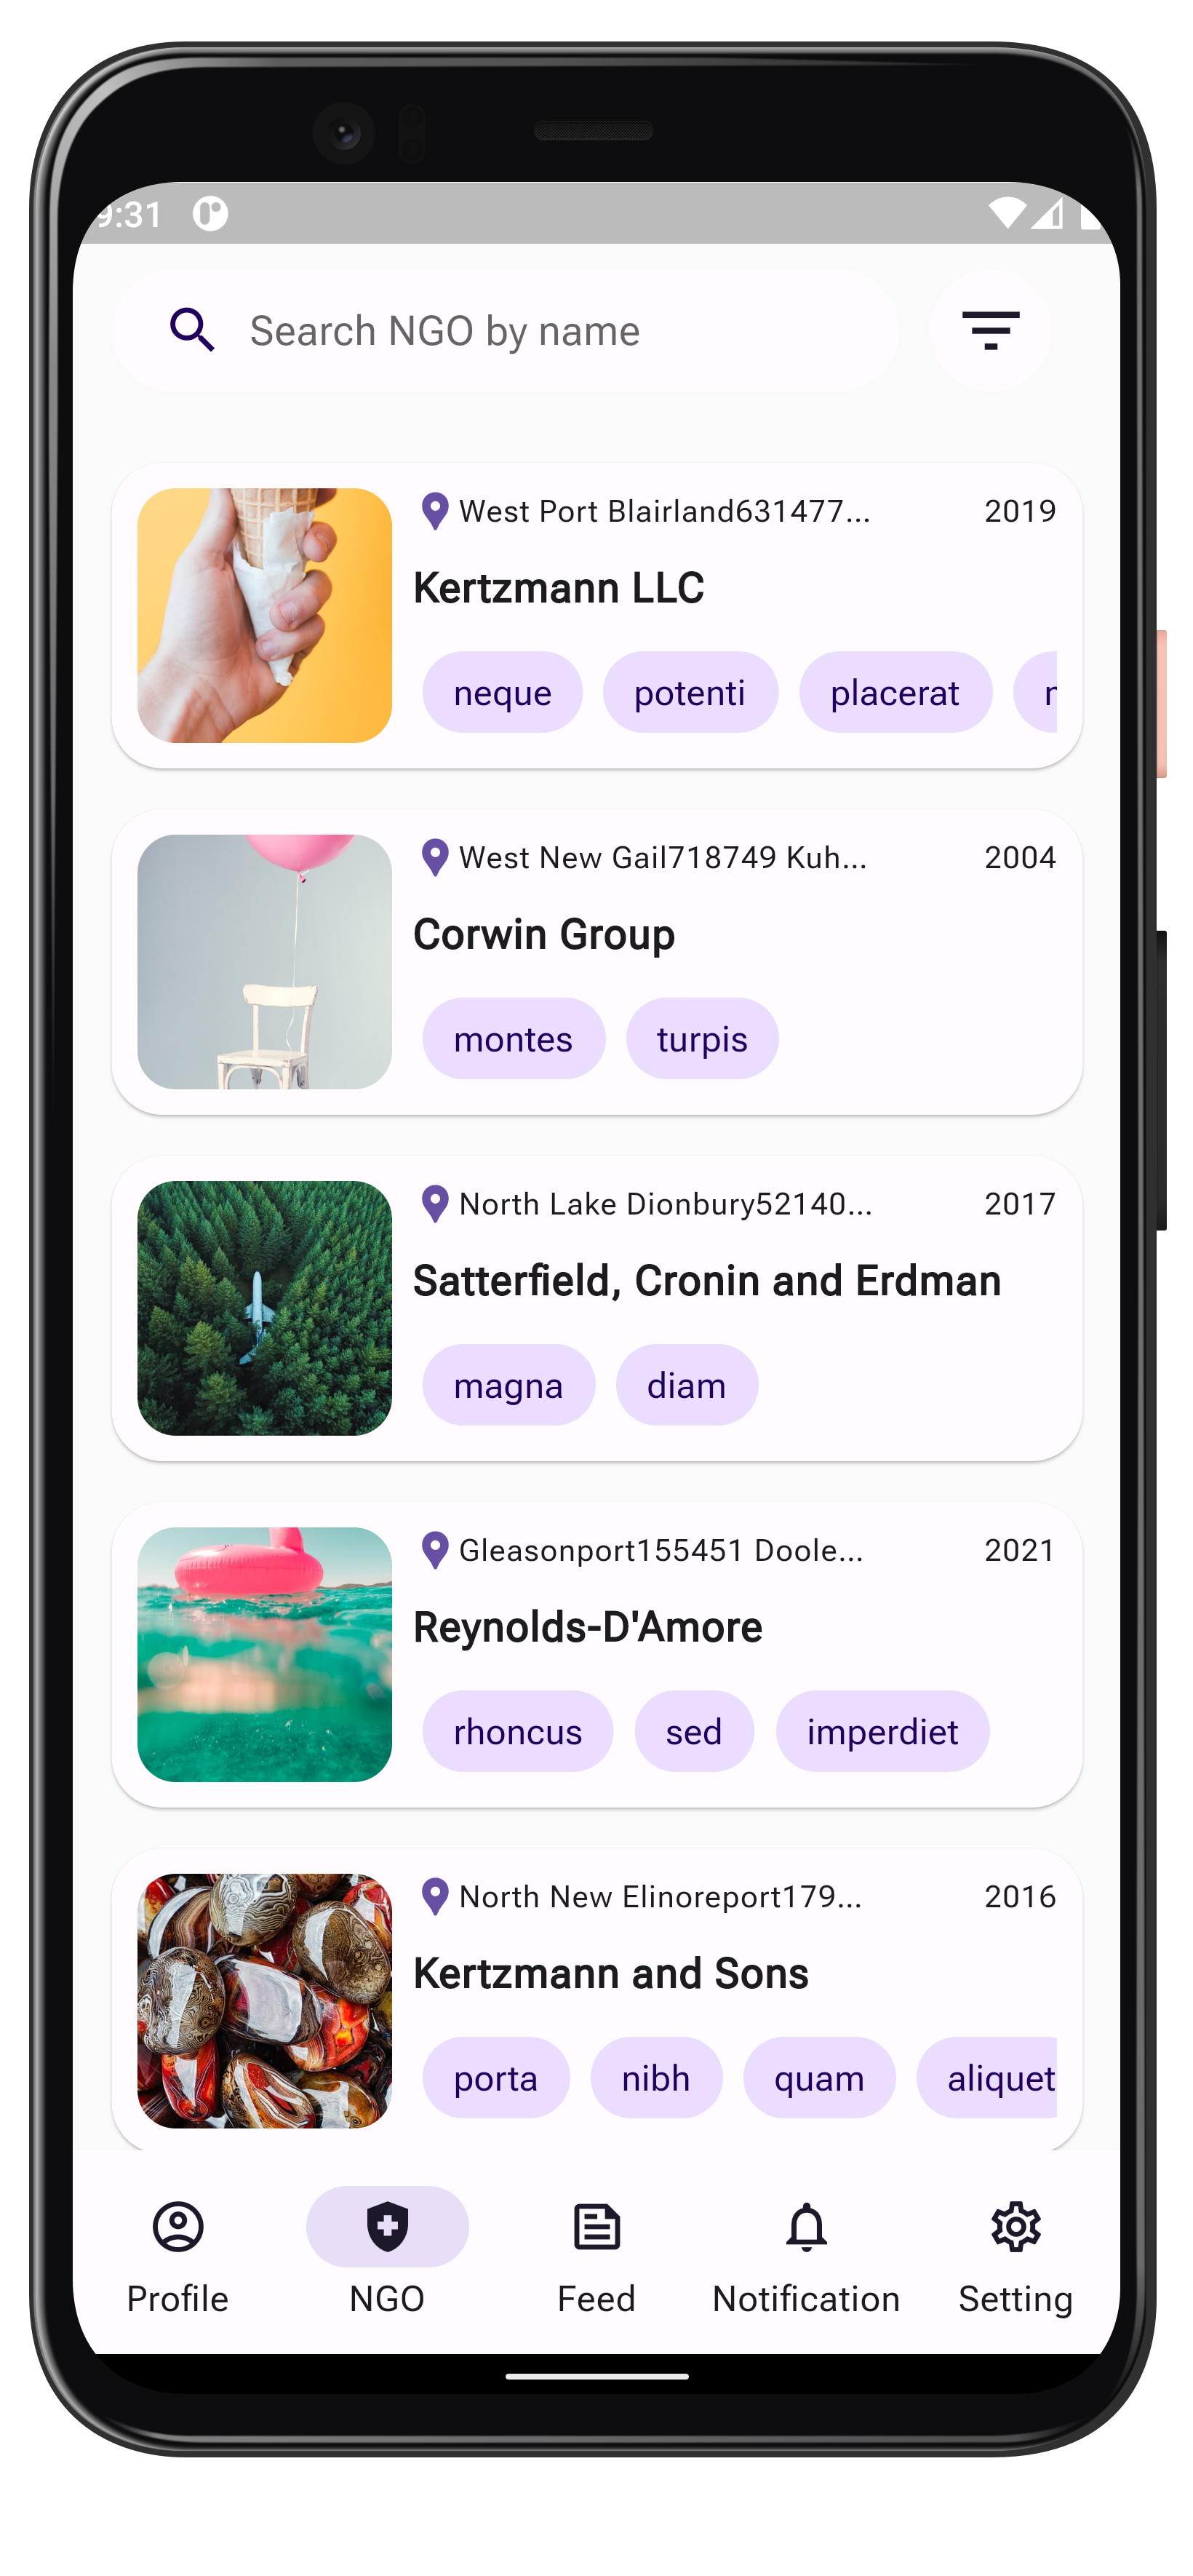 9:31
Search NGO by name
West Port Blairland631477... 2019
Kertzmann LLC
neque potenti placerat
West New Gail718749 Kuh... 2004
Corwin Group
montes turpis
North Lake Dionbury52140... 2017
Satterfield, Cronin and Erdman
magna diam
Gleasonport155451 Doole... 2021
Reynolds-D'Amore
rhoncus sed imperdiet
North New Elinoreport179... 2016
Kertzmann and Sons
porta nibh quam aliquet
Profile NGO Feed Notification Setting